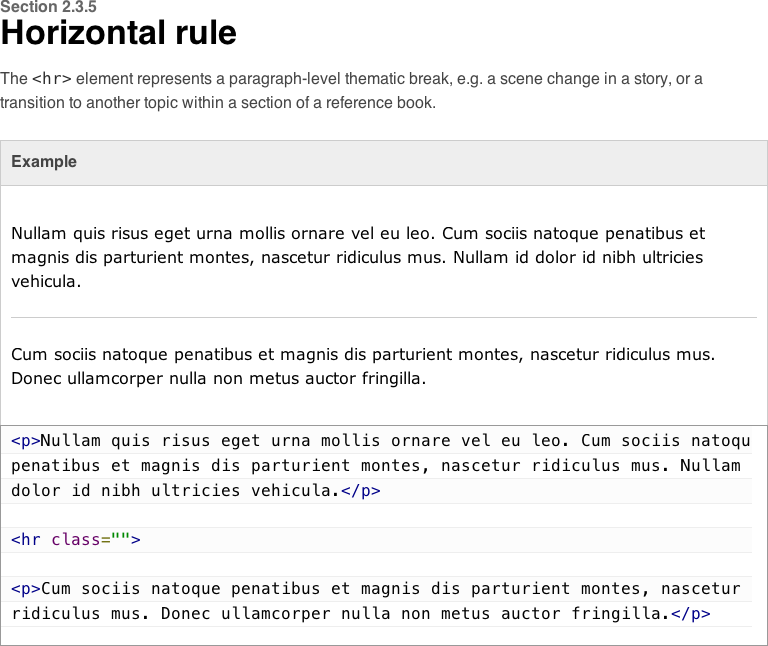 Section 2.3.5
Horizontal rule
The <hr> element represents a paragraph-level thematic break, e.g. a scene change in a story, or a
transition to another topic within a section of a reference book.
Example
Nullam quis risus eget urna mollis ornare vel eu leo. Cum sociis natoque penatibus et
magnis dis parturient montes, nascetur ridiculus mus. Nullam id dolor id nibh ultricies
vehicula.
Cum sociis natoque penatibus et magnis dis parturient montes, nascetur ridiculus mus.
Donec ullamcorper nulla non metus auctor fringilla.
<p>Nullam quis risus eget urna mollis ornare vel eu leo. Cum sociis natoqu
penatibus et magnis dis parturient montes, nascetur ridiculus mus. Nullam
dolor id nibh ultricies vehicula.</p>
<hr class="">
<p>Cum sociis natoque penatibus et magnis dis parturient montes, nascetur
ridiculus mus. Donec ullamcorper nulla non metus auctor fringilla.</p>